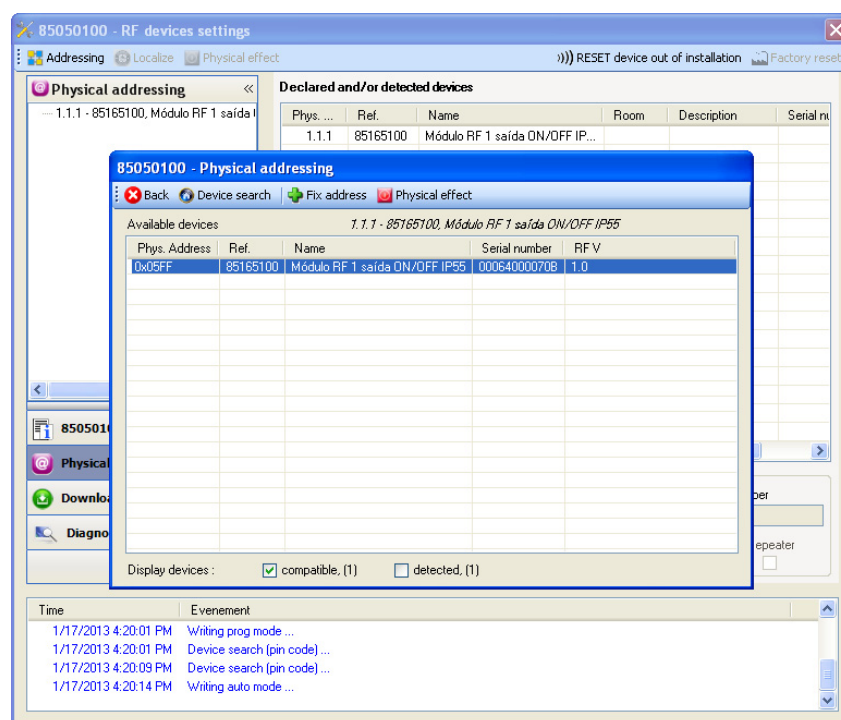 85050100 - RF devices settings
Addressing Localize Physical effect ))) RESET device out of installation Factory reset
Physical addressing «
1.1.1 - 85165100, Módulo RF 1 saída
Declared and/or detected devices
Phys. ... Ref. Name Room Description Serial nu
1.1.1 85165100 Módulo RF 1 saída ON/OFF IP...
85050100 - Physical addressing
Back Device search Fix address Physical effect
Available devices 1.1.1 - 85165100, Módulo RF 1 saída ON/OFF IP55
Phys. Address Ref. Name Serial number RF V
0x05FF 85165100 Módulo RF 1 saída ON/OFF IP55 00064000070B 1.0
Display devices : compatible, (1) detected, (1)
850501
Physical
Downloa
Diagno
ber
epeater
Time Evenement
1/17/2013 4:20:01 PM Writing prog mode ...
1/17/2013 4:20:01 PM Device search (pin code) ...
1/17/2013 4:20:09 PM Device search (pin code) ...
1/17/2013 4:20:14 PM Writing auto mode ...